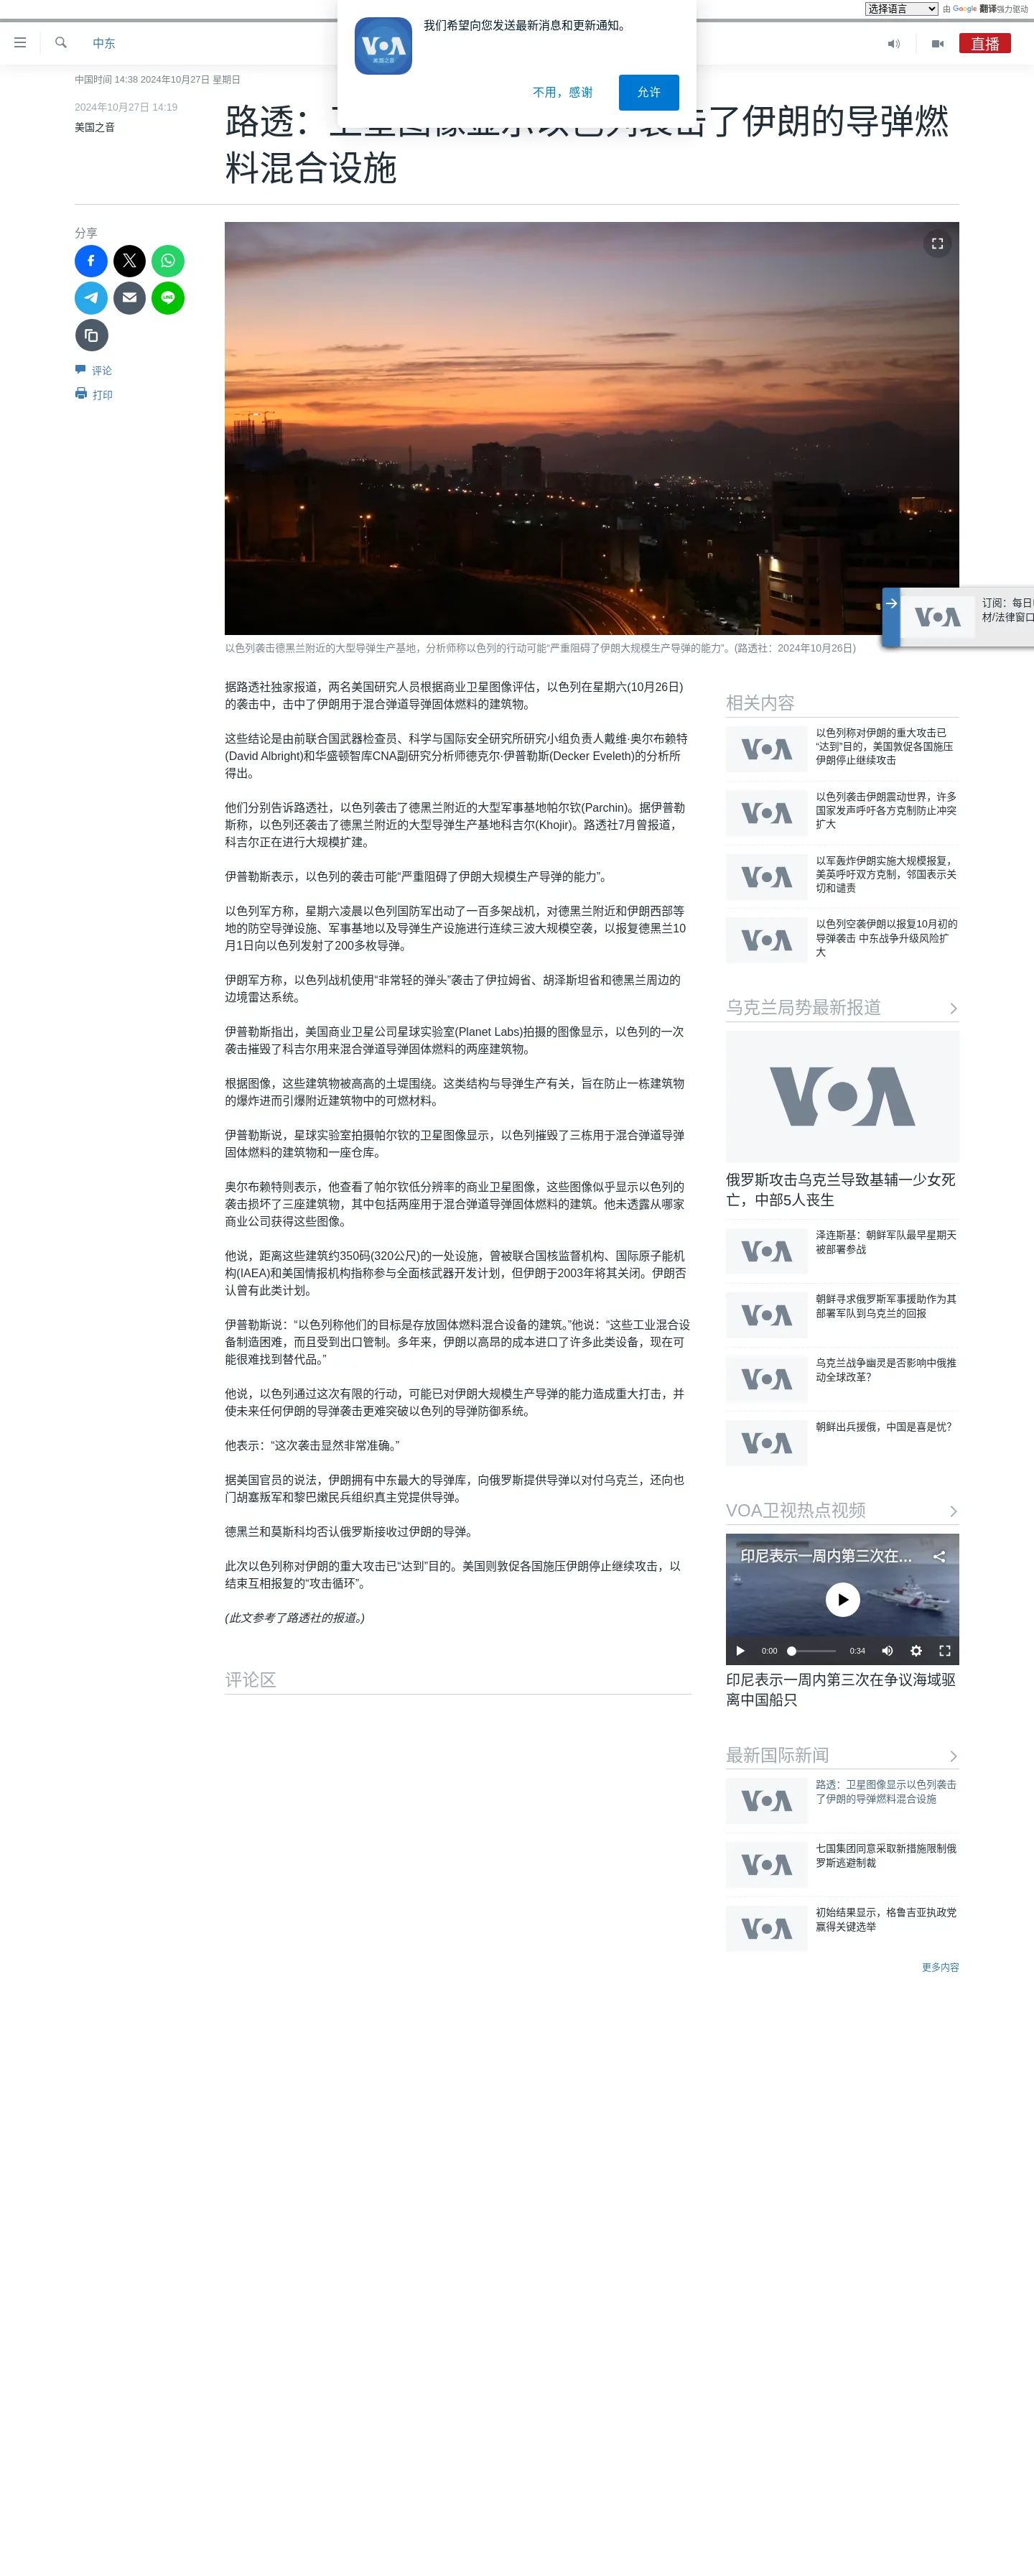 选择语言 由 Google 翻译强力驱动
我们希望向您发送最新消息和更新通知。
美国之音
不用，感谢
允许
中东
直播
中国时间 14:38 2024年10月27日 星期日
2024年10月27日 14:19
美国之音
路透：卫星图像显示以色列袭击了伊朗的导弹燃
料混合设施
分享
评论
打印
以色列袭击德黑兰附近的大型导弹生产基地，分析师称以色列的行动可能“严重阻碍了伊朗大规模生产导弹的能力”。(路透社：2024年10月26日)
VOA
订阅：每日
材/法律窗口
据路透社独家报道，两名美国研究人员根据商业卫星图像评估，以色列在星期六(10月26日)
的袭击中，击中了伊朗用于混合弹道导弹固体燃料的建筑物。
这些结论是由前联合国武器检查员、科学与国际安全研究所研究小组负责人戴维·奥尔布赖特
(David Albright)和华盛顿智库CNA副研究分析师德克尔·伊普勒斯(Decker Eveleth)的分析所
得出。
他们分别告诉路透社，以色列袭击了德黑兰附近的大型军事基地帕尔钦(Parchin)。据伊普勒
斯称，以色列还袭击了德黑兰附近的大型导弹生产基地科吉尔(Khojir)。路透社7月曾报道，
科吉尔正在进行大规模扩建。
伊普勒斯表示，以色列的袭击可能“严重阻碍了伊朗大规模生产导弹的能力”。
以色列军方称，星期六凌晨以色列国防军出动了一百多架战机，对德黑兰附近和伊朗西部等
地的防空导弹设施、军事基地以及导弹生产设施进行连续三波大规模空袭，以报复德黑兰10
月1日向以色列发射了200多枚导弹。
伊朗军方称，以色列战机使用“非常轻的弹头”袭击了伊拉姆省、胡泽斯坦省和德黑兰周边的
边境雷达系统。
伊普勒斯指出，美国商业卫星公司星球实验室(Planet Labs)拍摄的图像显示，以色列的一次
袭击摧毁了科吉尔用来混合弹道导弹固体燃料的两座建筑物。
根据图像，这些建筑物被高高的土堤围绕。这类结构与导弹生产有关，旨在防止一栋建筑物
的爆炸进而引爆附近建筑物中的可燃材料。
伊普勒斯说，星球实验室拍摄帕尔钦的卫星图像显示，以色列摧毁了三栋用于混合弹道导弹
固体燃料的建筑物和一座仓库。
奥尔布赖特则表示，他查看了帕尔钦低分辨率的商业卫星图像，这些图像似乎显示以色列的
袭击损坏了三座建筑物，其中包括两座用于混合弹道导弹固体燃料的建筑。他未透露从哪家
商业公司获得这些图像。
他说，距离这些建筑约350码(320公尺)的一处设施，曾被联合国核监督机构、国际原子能机
构(IAEA)和美国情报机构指称参与全面核武器开发计划，但伊朗于2003年将其关闭。伊朗否
认曾有此类计划。
伊普勒斯说：“以色列称他们的目标是存放固体燃料混合设备的建筑。”他说：“这些工业混合设
备制造困难，而且受到出口管制。多年来，伊朗以高昂的成本进口了许多此类设备，现在可
能很难找到替代品。”
他说，以色列通过这次有限的行动，可能已对伊朗大规模生产导弹的能力造成重大打击，并
使未来任何伊朗的导弹袭击更难突破以色列的导弹防御系统。
他表示：“这次袭击显然非常准确。”
据美国官员的说法，伊朗拥有中东最大的导弹库，向俄罗斯提供导弹以对付乌克兰，还向也
门胡塞叛军和黎巴嫩民兵组织真主党提供导弹。
德黑兰和莫斯科均否认俄罗斯接收过伊朗的导弹。
此次以色列称对伊朗的重大攻击已“达到”目的。美国则敦促各国施压伊朗停止继续攻击，以
结束互相报复的“攻击循环”。
(此文参考了路透社的报道。)
评论区
相关内容
以色列称对伊朗的重大攻击已
“达到”目的，美国敦促各国施压
伊朗停止继续攻击
以色列袭击伊朗震动世界，许多
国家发声呼吁各方克制防止冲突
扩大
以军轰炸伊朗实施大规模报复，
美英呼吁双方克制，邻国表示关
切和谴责
以色列空袭伊朗以报复10月初的
导弹袭击 中东战争升级风险扩
大
乌克兰局势最新报道
VOA
俄罗斯攻击乌克兰导致基辅一少女死
亡，中部5人丧生
泽连斯基：朝鲜军队最早星期天
被部署参战
朝鲜寻求俄罗斯军事援助作为其
部署军队到乌克兰的回报
乌克兰战争幽灵是否影响中俄推
动全球改革？
朝鲜出兵援俄，中国是喜是忧？
VOA卫视热点视频
印尼表示一周内第三次在...
0:00
0:34
印尼表示一周内第三次在争议海域驱
离中国船只
最新国际新闻
路透：卫星图像显示以色列袭击
了伊朗的导弹燃料混合设施
七国集团同意采取新措施限制俄
罗斯逃避制裁
初始结果显示，格鲁吉亚执政党
赢得关键选举
更多内容